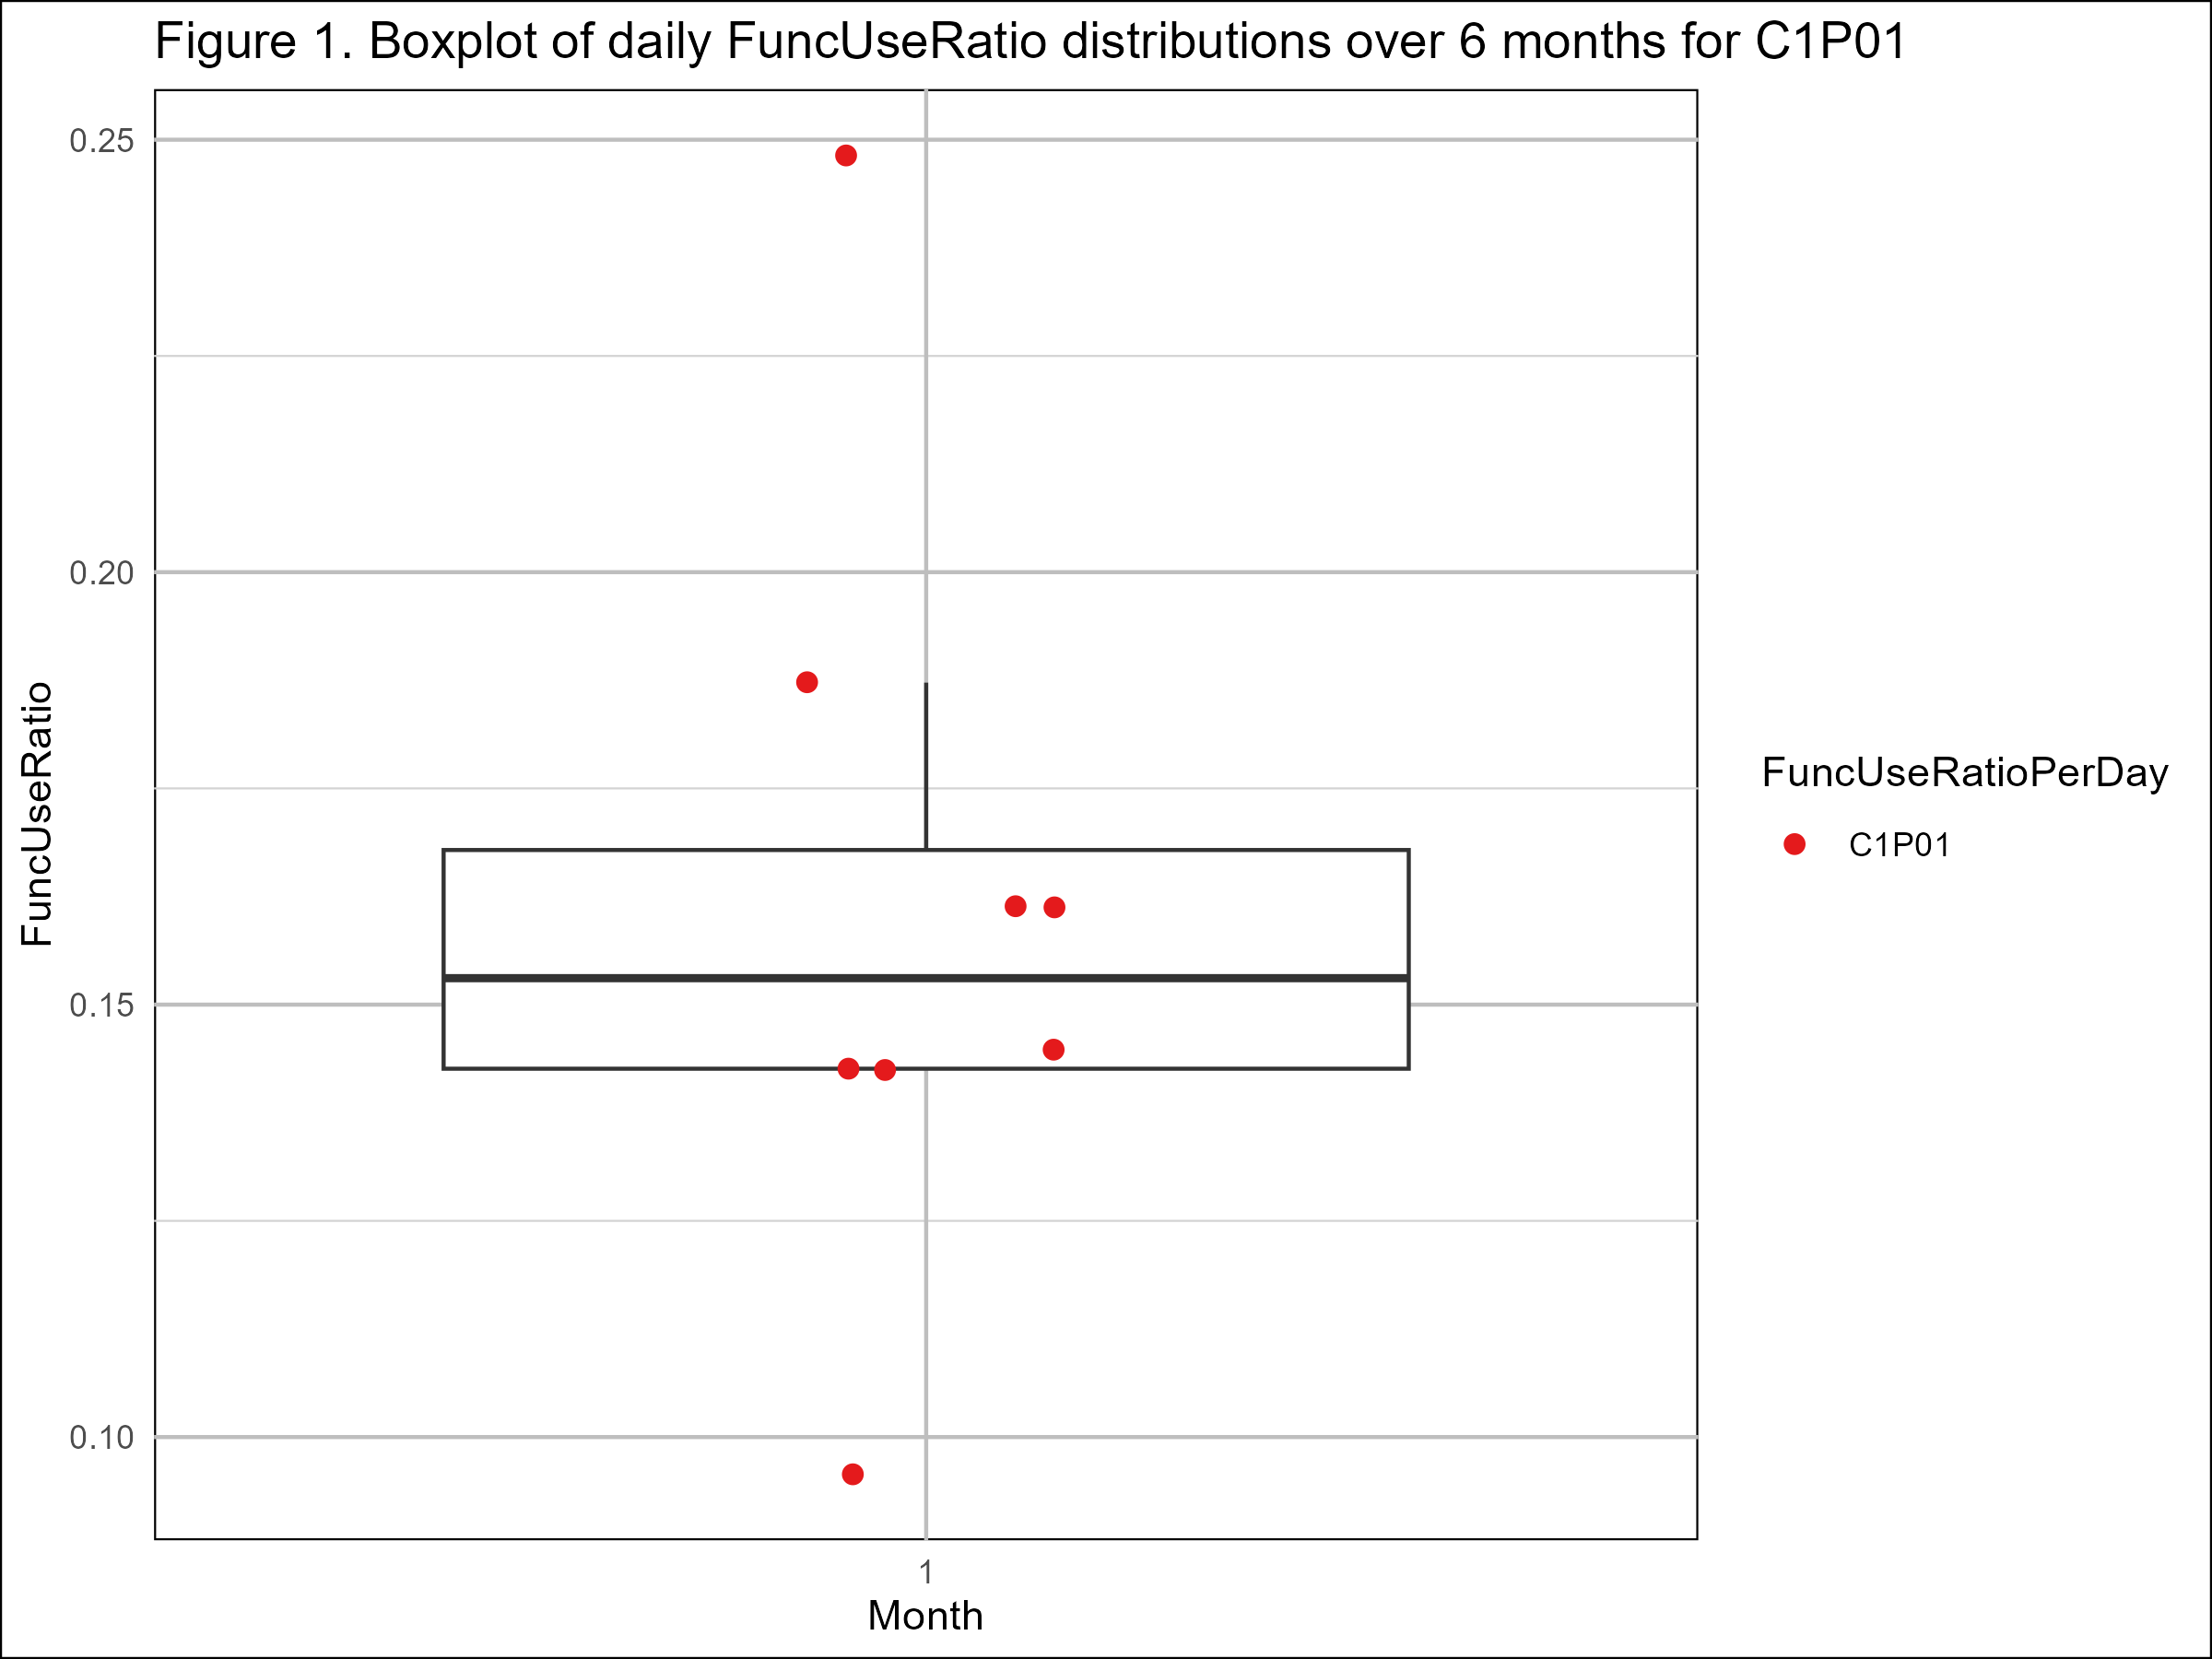 Figure 1. Boxplot of daily FuncUseRatio distributions over 6 months for C1P01
0.25
0.20
0.15
0.10
FuncUseRatio
1
Month
FuncUseRatioPerDay
C1P01